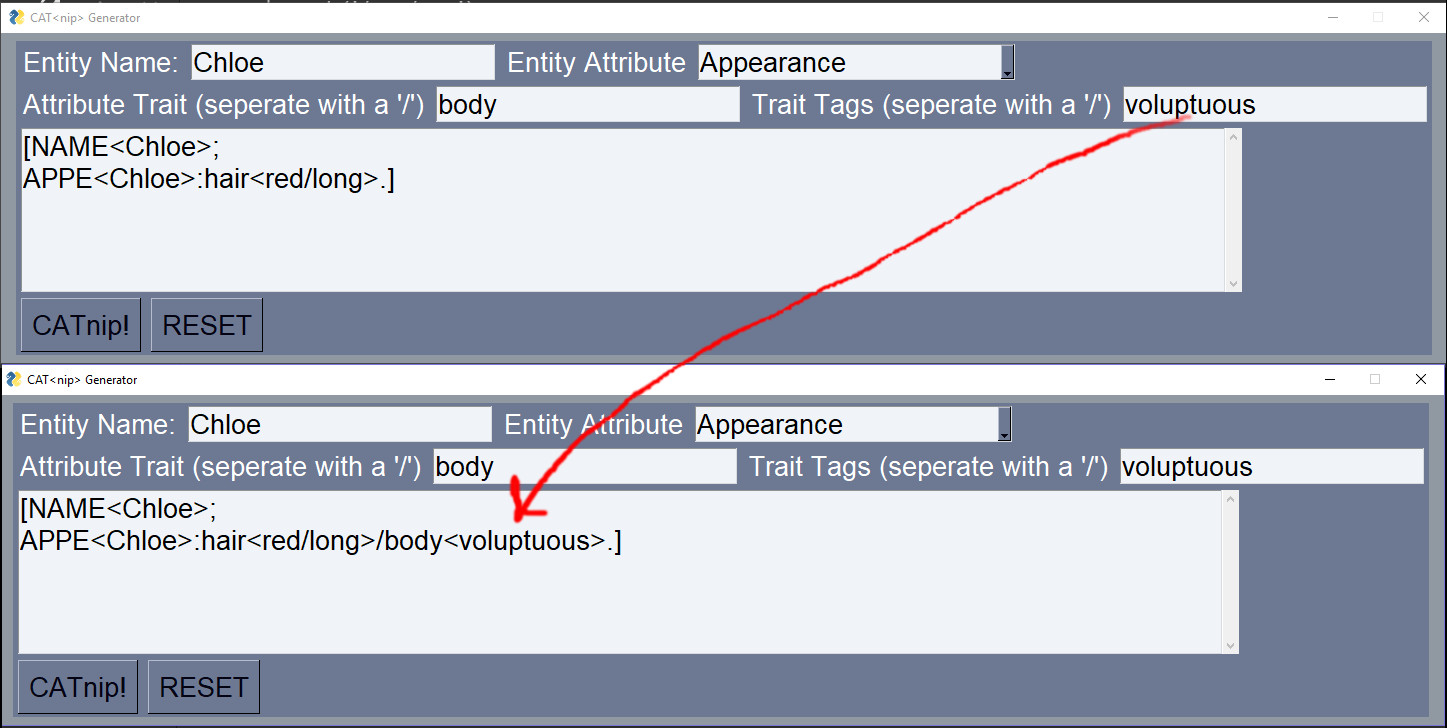 CAT<nip> Generator
Entity Name: Chloe Entity Attribute Appearance
Attribute Trait (seperate with a '/') body Trait Tags (seperate with a '/') voluptuous
[NAME<Chloe>;
APPE<Chloe>:hair<red/long>.]
CATnip! RESET
CAT<nip> Generator
Entity Name: Chloe Entity Attribute Appearance
Attribute Trait (seperate with a '/') body Trait Tags (seperate with a '/') voluptuous
[NAME<Chloe>;
APPE<Chloe>:hair<red/long>/body<voluptuous>.]
CATnip! RESET